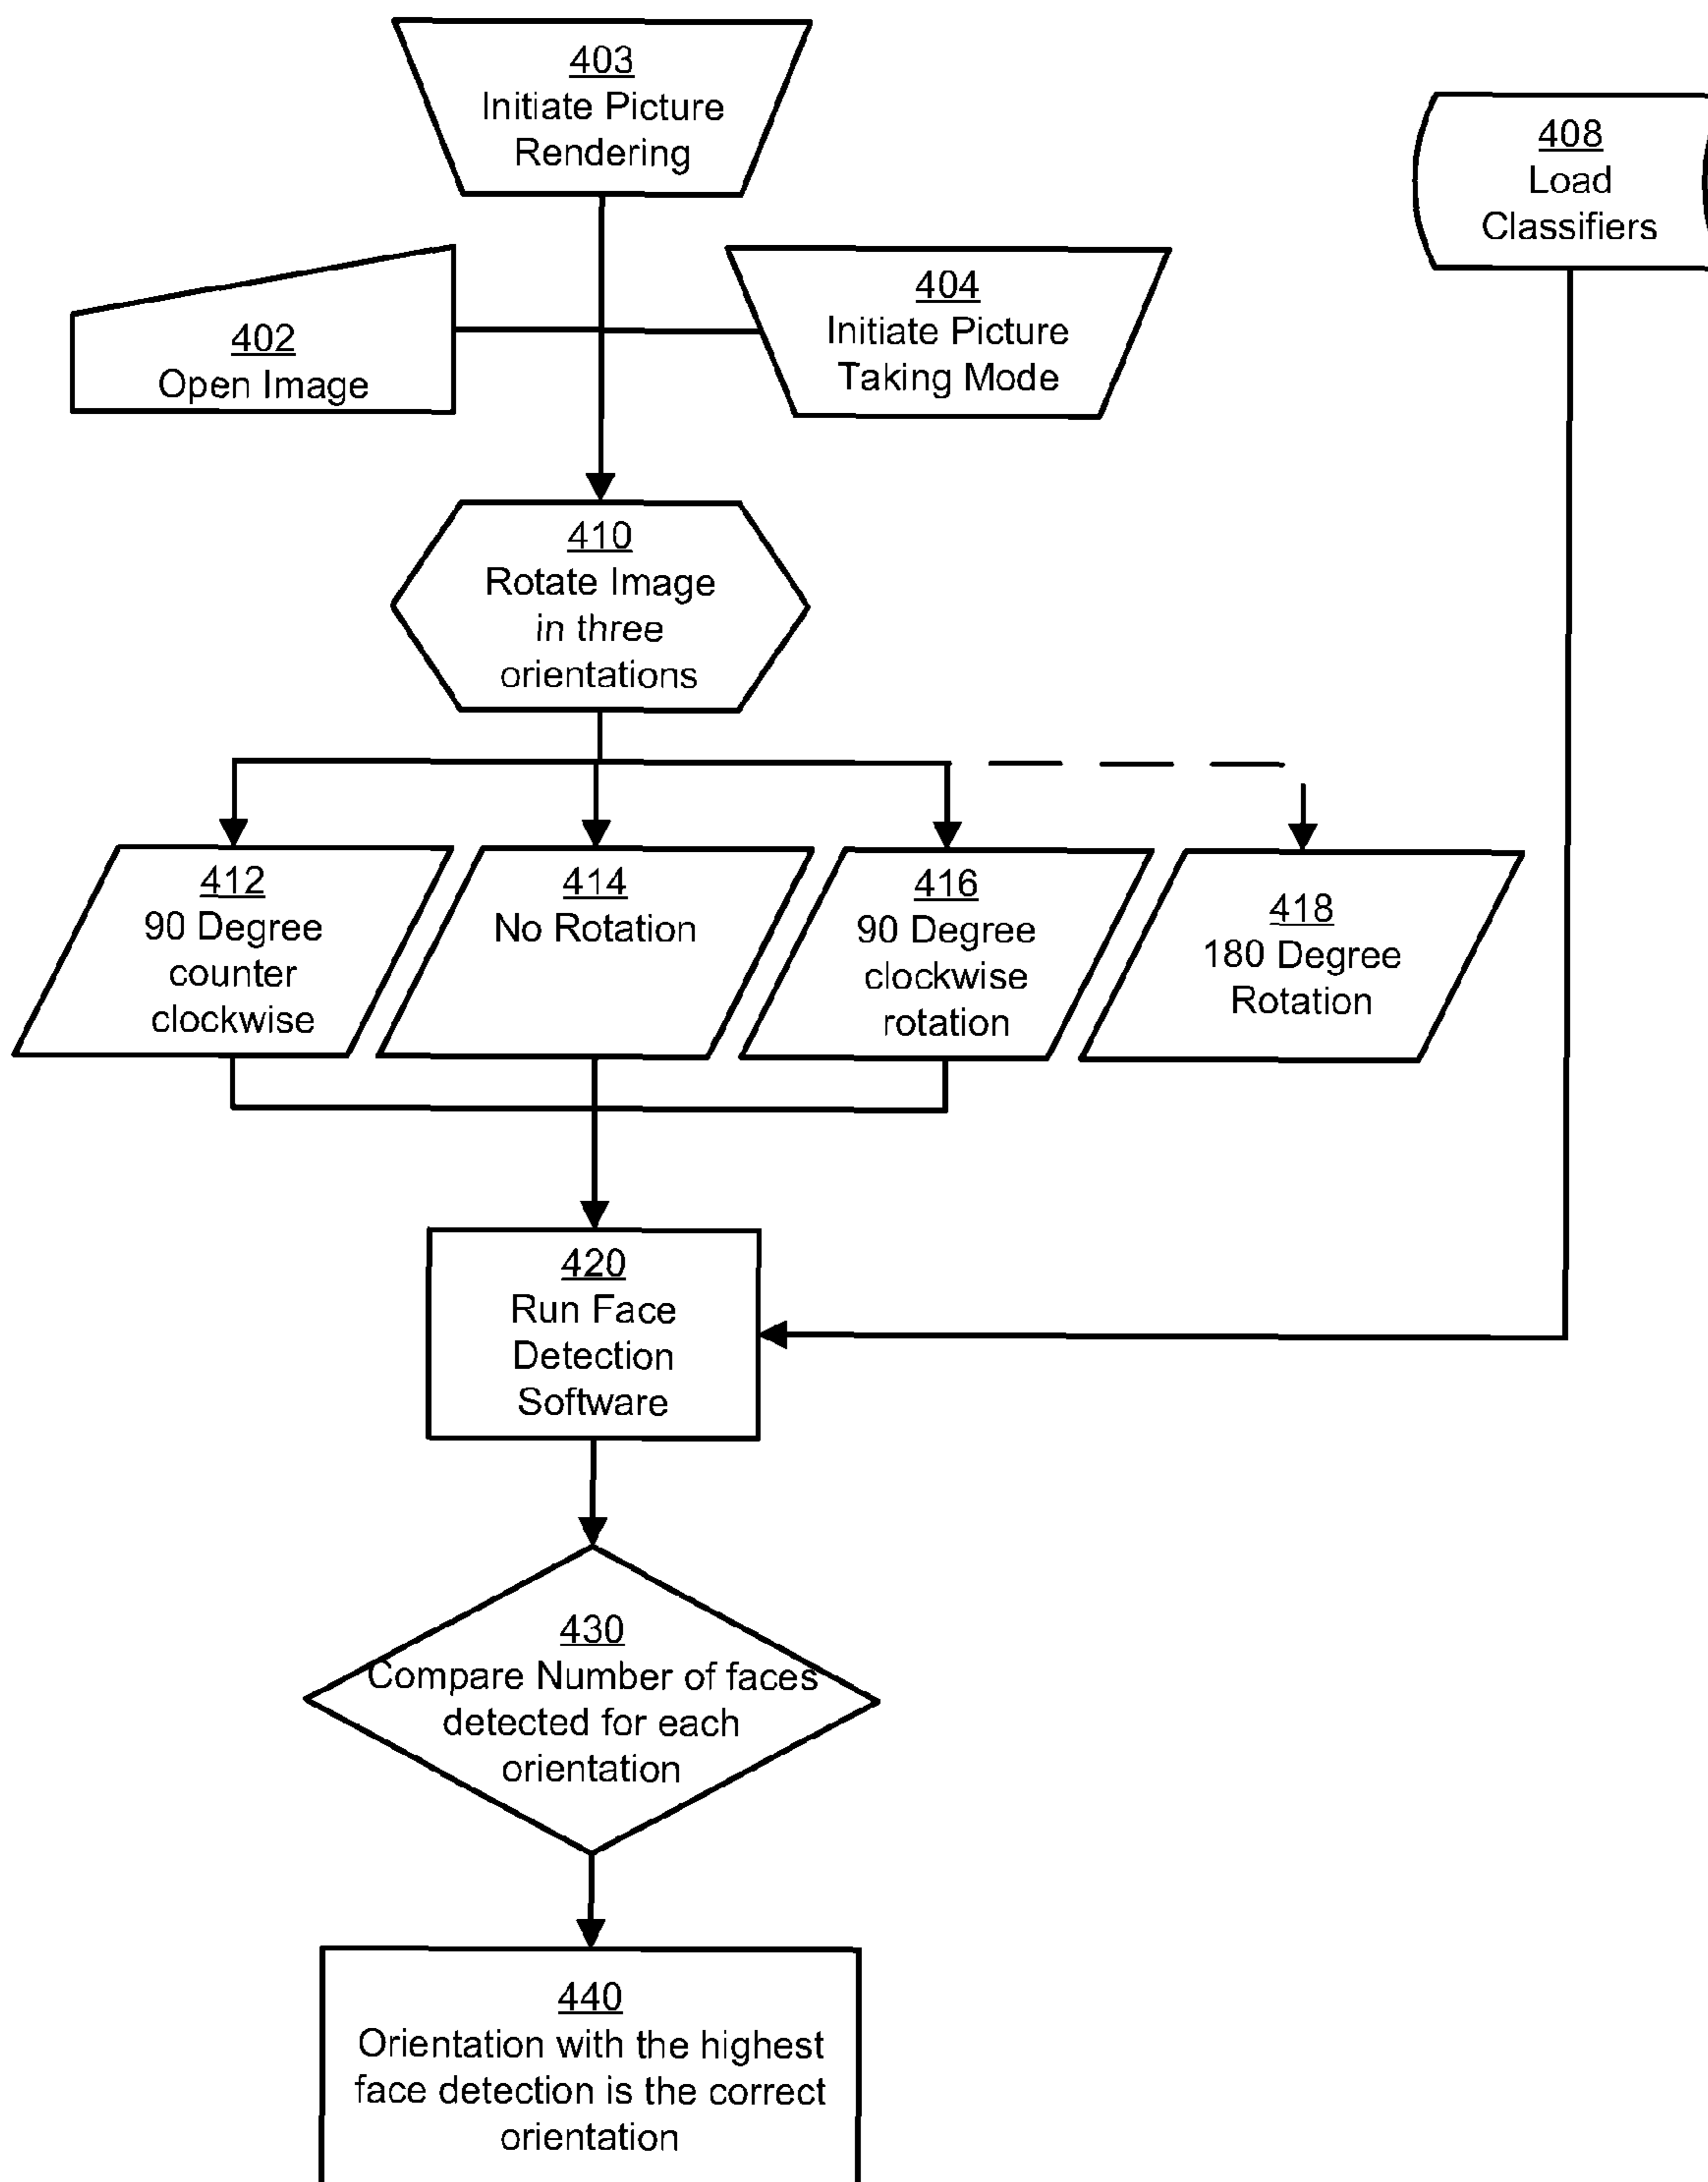 403
Initiate Picture
Rendering
408
Load
Classifiers
402
Open Image
404
Initiate Picture
Taking Mode
410
Rotate Image
in three
orientations
412
90 Degree
counter
clockwise
414
No Rotation
416
90 Degree
clockwise
rotation
418
180 Degree
Rotation
420
Run Face
Detection
Software
430
Compare Number of faces
detected for each
orientation
440
Orientation with the highest
face detection is the correct
orientation